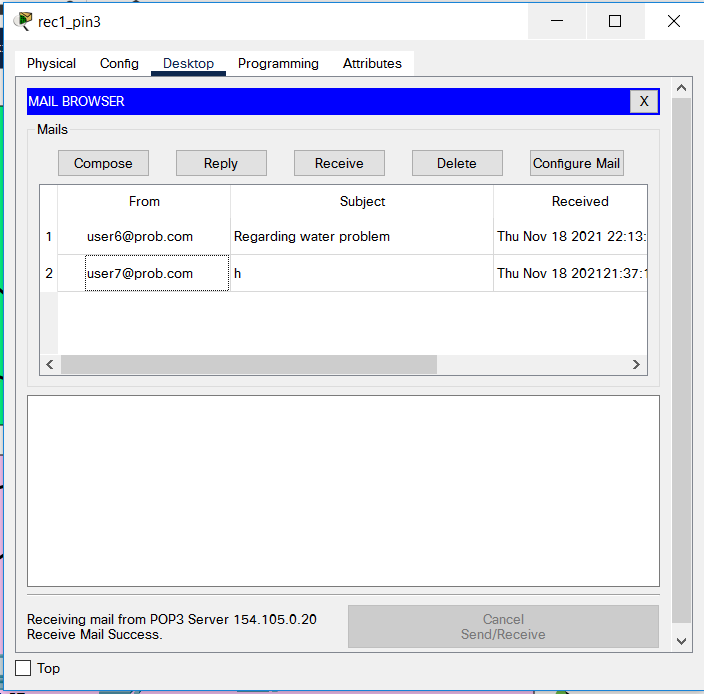 rec1_pin3
Physical Config Desktop Programming Attributes
MAIL BROWSER X
Mails
Compose Reply Receive Delete Configure Mail
From Subject Received
1 user6@prob.com Regarding water problem Thu Nov 18 2021 22:13:
2 user7@prob.com h Thu Nov 18 202121:37:1
Receiving mail from POP3 Server 154.105.0.20
Receive Mail Success.
Cancel
Send/Receive
Top